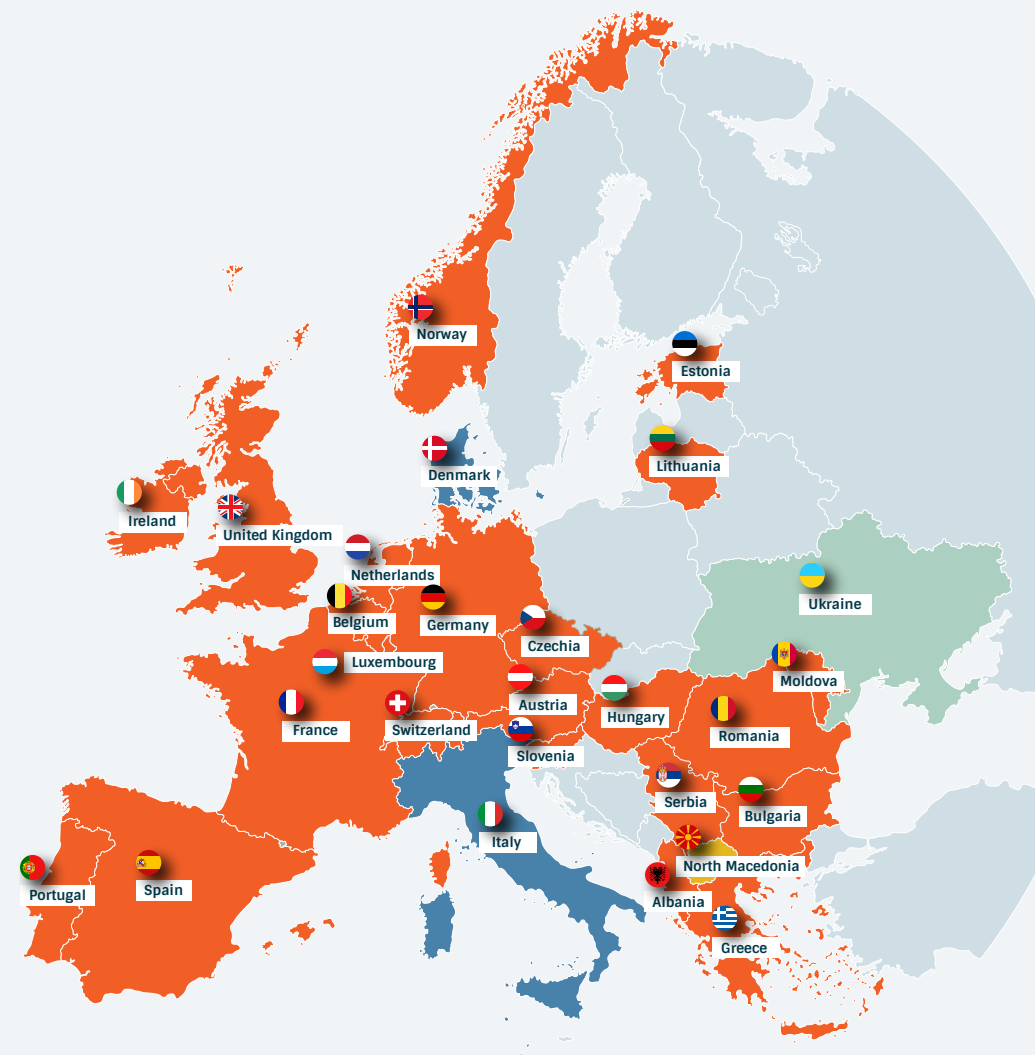 Norway
Estonia
Lithuania
Denmark
Ireland
United Kingdom
Netherlands
Ukraine
Belgium
Germany
Czechia
Luxembourg
Moldova
Austria
Hungary
France
Switzerland
Romania
Slovenia
Serbia
Bulgaria
Italy
North Macedonia
Spain
Portugal
Albania
Greece